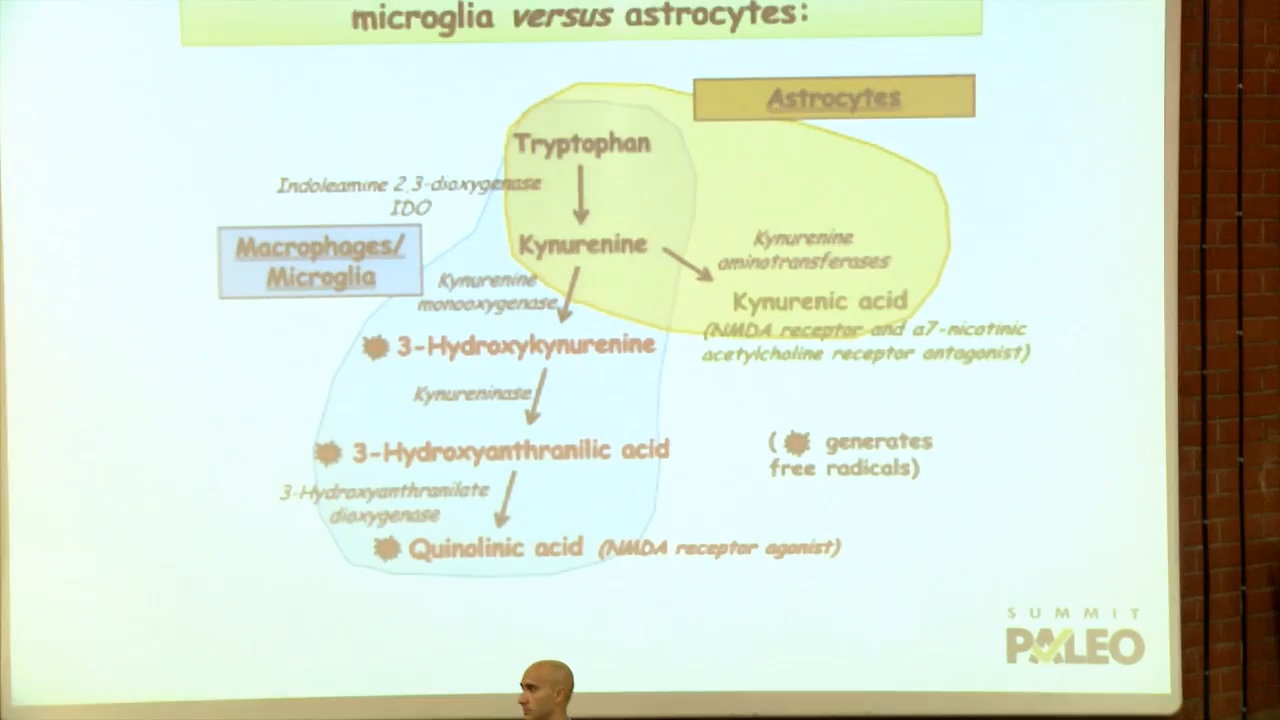 microglia versus astrocytes:
Astrocytes
Tryptophan
Indoleamine 2,3-dioxygenase
IDO
Macrophages/
Microglia
Kynurenine
Kynurenine
aminotransferases
Kynurenine
monooxygenase
Kynurenic acid
(NMDA receptor and α7-nicotinic
acetylcholine receptor antagonist)
3-Hydroxykynurenine
Kynureninase
3-Hydroxyanthranilic acid
( generates
free radicals)
3-Hydroxyanthranilate
dioxygenase
Quinolinic acid (NMDA receptor agonist)
SUMMIT
PALEO